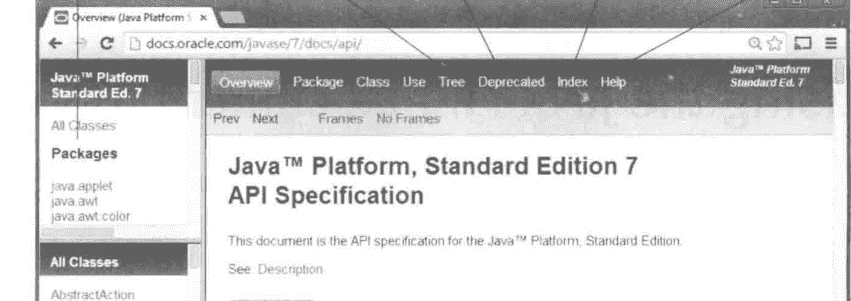 Overview (Java Platform S
docs.oracle.com/javase/7/docs/api/
Java™ Platform
Standard Ed. 7
All Classes
Packages
java.applet
java.awt
java.awt.color
All Classes
AbstractAction
Overview Package Class Use Tree Deprecated Index Help
Java™ Platform
Standard Ed. 7
Prev Next Frames No Frames
Java™ Platform, Standard Edition 7
API Specification
This document is the API specification for the Java™ Platform, Standard Edition.
See: Description